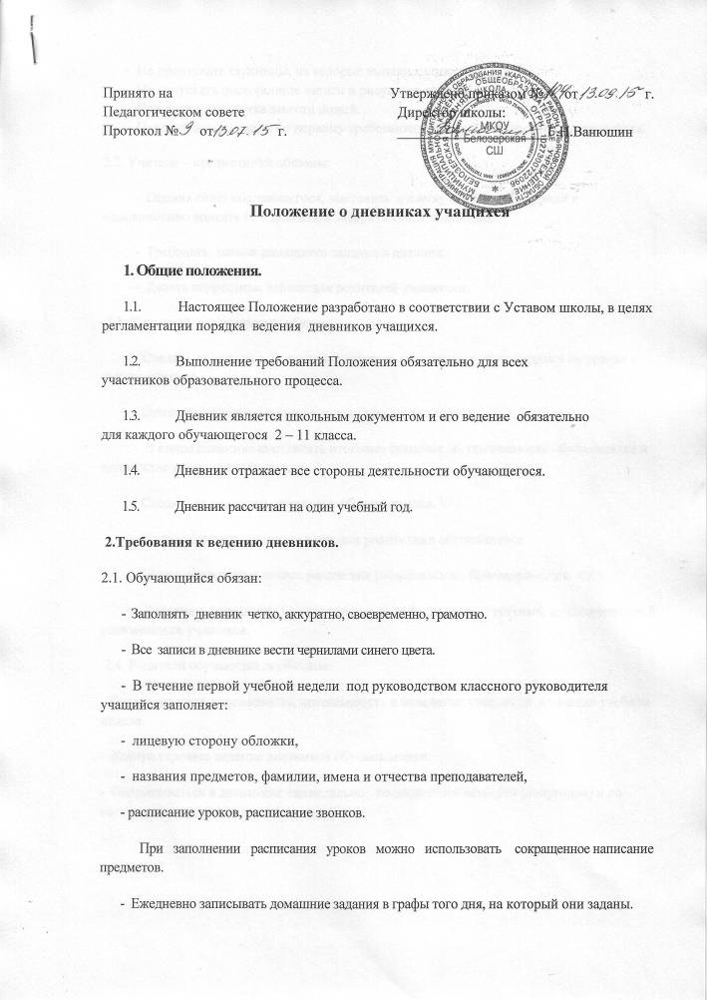 Принято на
Утверждено приказом № от 13.09.15 г.
Педагогическом совете
Директор школы:
Протокол № 9 от 13.07. 15 г.
Б.П.Ванюшин
МКОУ
Белозерская
СШ
Положение о дневниках учащихся
1. Общие положения.
1.1. Настоящее Положение разработано в соответствии с Уставом школы, в целях
регламентации порядка ведения дневников учащихся.
1.2. Выполнение требований Положения обязательно для всех
участников образовательного процесса.
1.3. Дневник является школьным документом и его ведение обязательно
для каждого обучающегося 2 – 11 класса.
1.4. Дневник отражает все стороны деятельности обучающегося.
1.5. Дневник рассчитан на один учебный год.
2.Требования к ведению дневников.
2.1. Обучающийся обязан:
- Заполнять дневник четко, аккуратно, своевременно, грамотно.
- Все записи в дневнике вести чернилами синего цвета.
- В течение первой учебной недели под руководством классного руководителя
учащийся заполняет:
- лицевую сторону обложки,
- названия предметов, фамилии, имена и отчества преподавателей,
- расписание уроков, расписание звонков.
При заполнении расписания уроков можно использовать сокращенное написание
предметов.
- Ежедневно записывать домашние задания в графы того дня, на который они заданы.